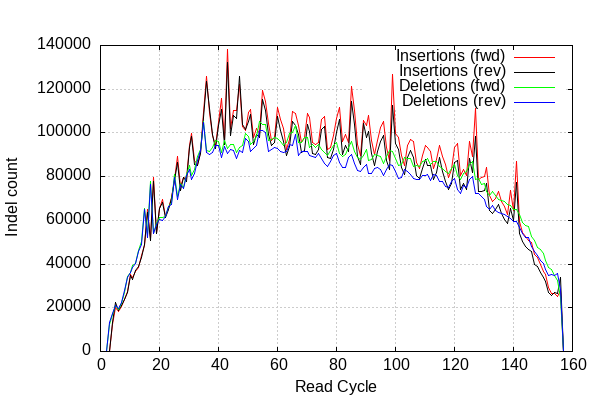 140000
120000
100000
80000
60000
40000
20000
0
Indel count
Insertions (fwd)
Insertions (rev)
Deletions (fwd)
Deletions (rev)
0 20 40 60 80 100 120 140 160
Read Cycle